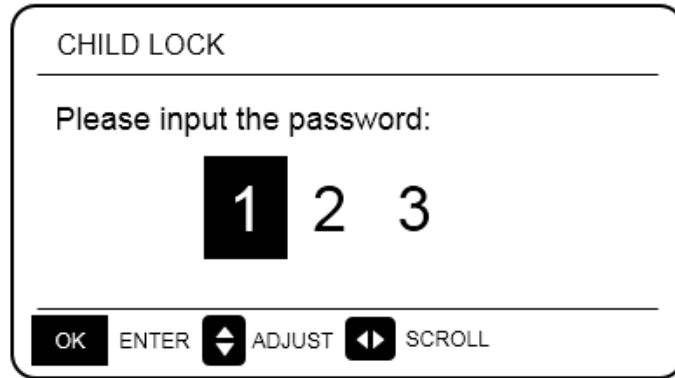 CHILD LOCK
Please input the password:
1 2 3
OK ENTER ADJUST SCROLL